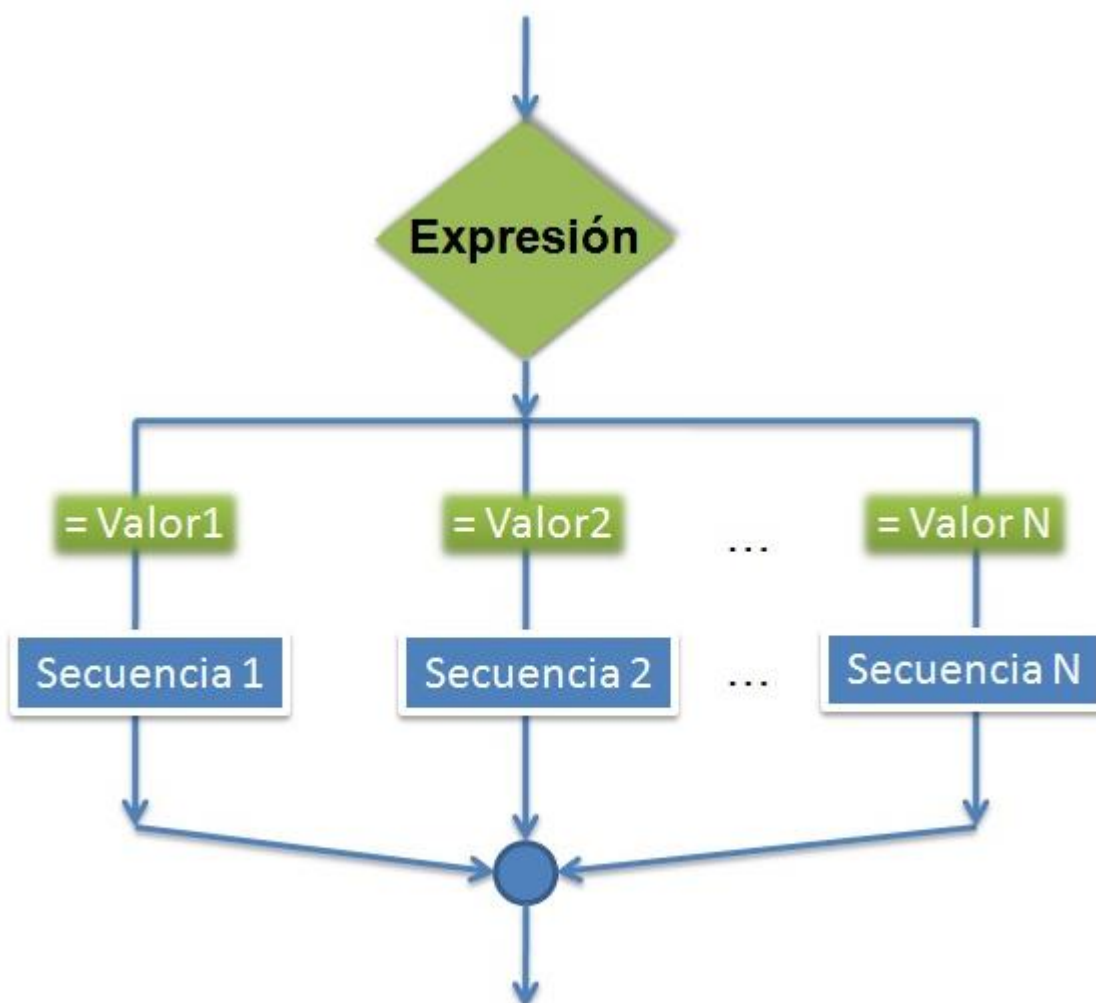 Expresión
= Valor1
= Valor2
...
= Valor N
Secuencia 1
Secuencia 2
...
Secuencia N